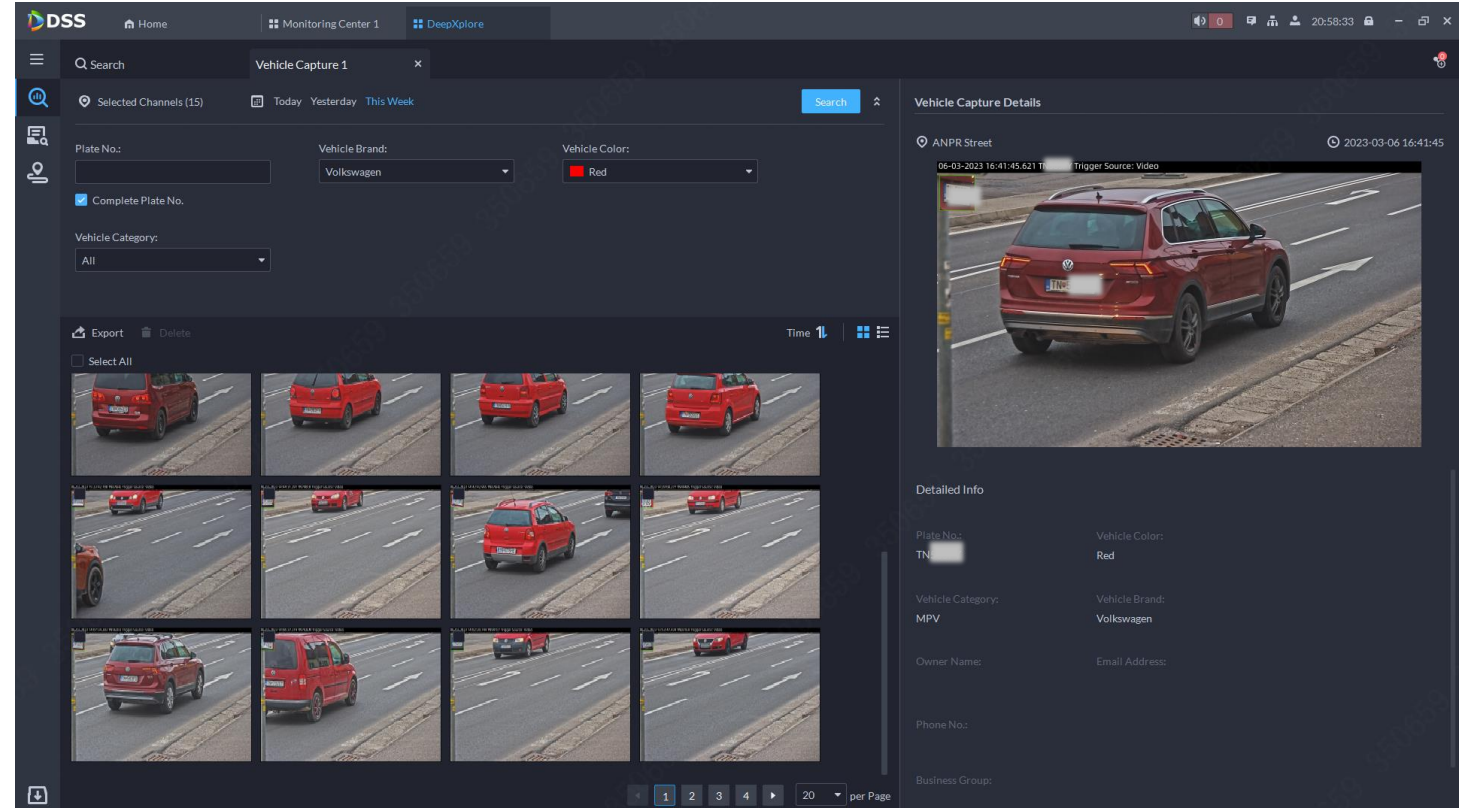 DSS
Home
Monitoring Center 1
DeepXplore
0
20:58:33
Search
Vehicle Capture 1
Selected Channels (15)
Today Yesterday This Week
Search
Plate No.:
Vehicle Brand:
Vehicle Color:
Volkswagen
Red
Complete Plate No.
Vehicle Category:
All
Export
Delete
Time
Select All
1 2 3 4
20
per Page
Vehicle Capture Details
ANPR Street
2023-03-06 16:41:45
06-03-2023 16:41:45.621 Trigger Source: Video
TN
Detailed Info
Plate No.:
Vehicle Color:
TN
Red
Vehicle Category:
Vehicle Brand:
MPV
Volkswagen
Owner Name:
Email Address:
Phone No.:
Business Group: